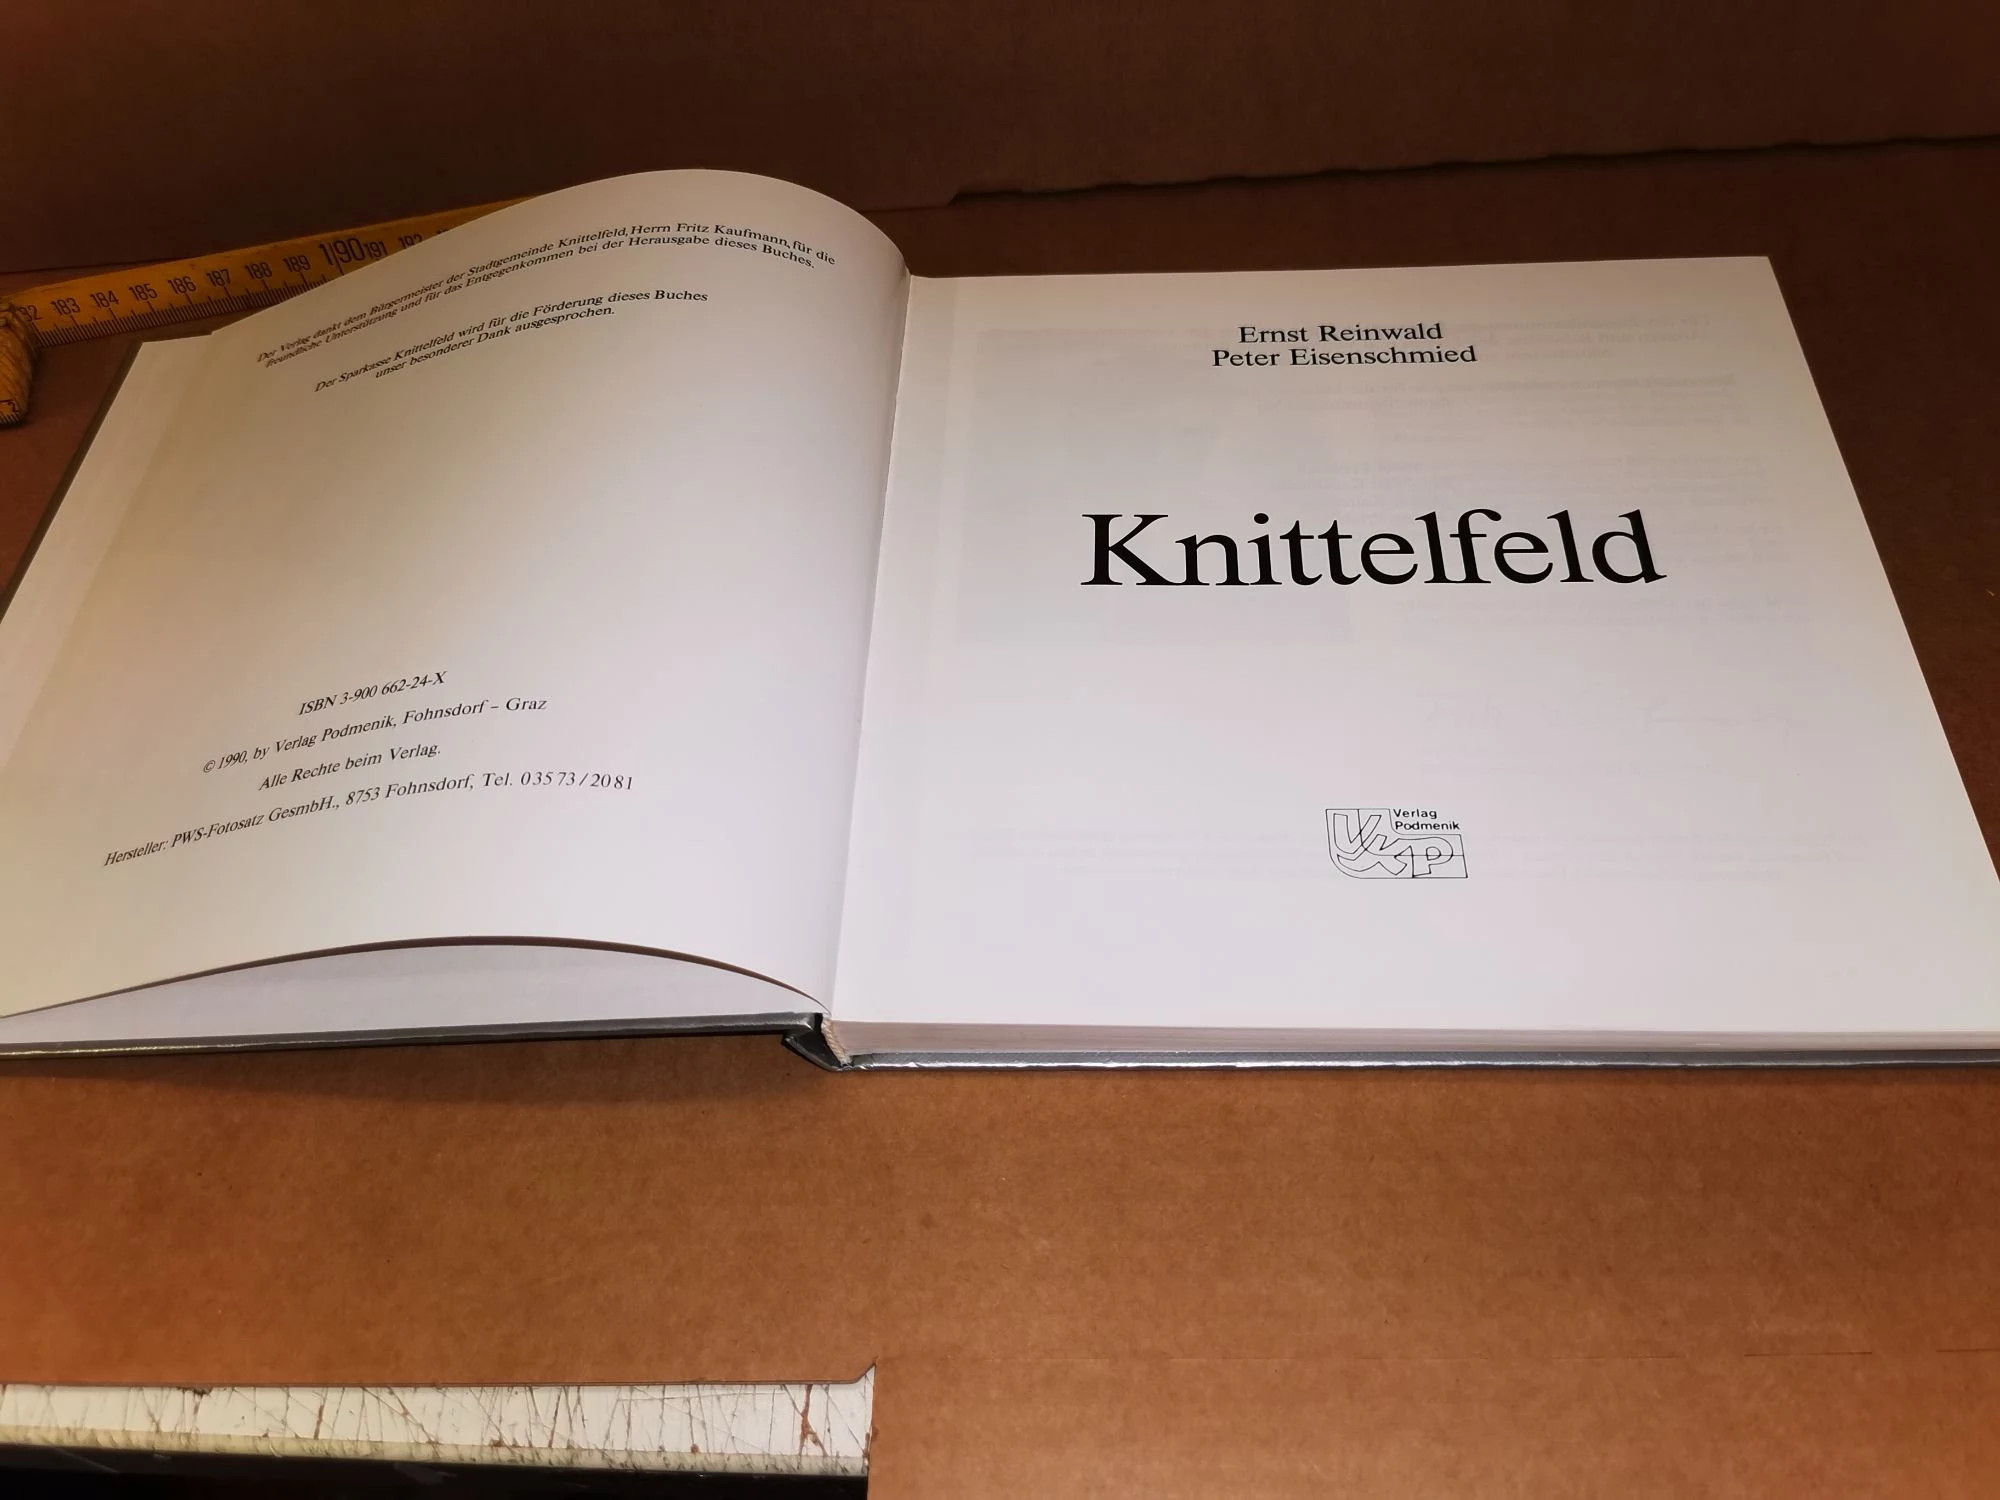 32 183 184 185 186 187 188 189 1|90 191 192
Der Verlag dankt dem Bürgermeister der Stadtgemeinde Knittelfeld, Herrn Fritz Kaufmann, für die
freundliche Unterstützung und für das Entgegenkommen bei der Herausgabe dieses Buches.
Der Sparkasse Knittelfeld wird für die Förderung dieses Buches
unser besonderer Dank ausgesprochen.
ISBN 3-900 662-24-X
© 1990, by Verlag Podmenik, Fohnsdorf – Graz
Alle Rechte beim Verlag.
Hersteller: PWS-Fotosatz GesmbH., 8753 Fohnsdorf, Tel. 03573/2081
Ernst Reinwald
Peter Eisenschmied
Knittelfeld
Verlag
Podmenik